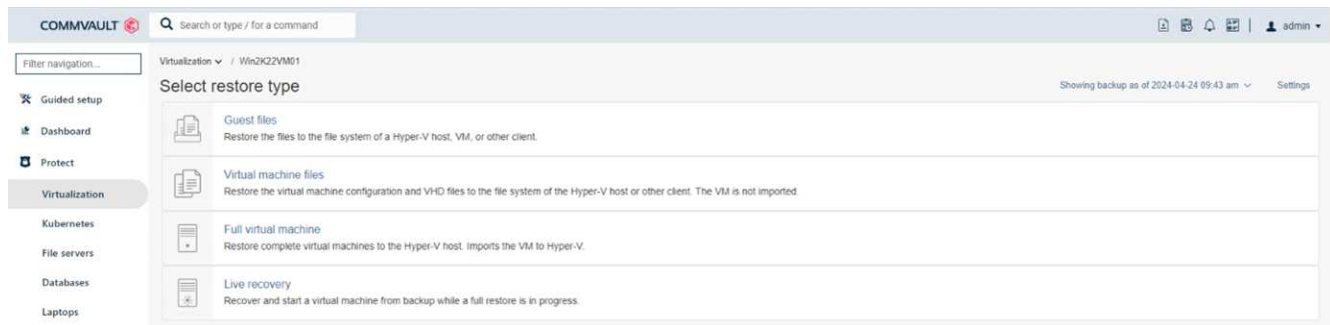 COMMVAULT
Search or type / for a command
admin
Filter navigation...
Virtualization / Win2K22VM01
Select restore type
Showing backup as of 2024-04-24 09:43 am
Settings
Guided setup
Dashboard
Protect
Virtualization
Kubernetes
File servers
Databases
Laptops
Guest files
Restore the files to the file system of a Hyper-V host, VM, or other client.
Virtual machine files
Restore the virtual machine configuration and VHD files to the file system of the Hyper-V host or other client. The VM is not imported.
Full virtual machine
Restore complete virtual machines to the Hyper-V host. Imports the VM to Hyper-V.
Live recovery
Recover and start a virtual machine from backup while a full restore is in progress.